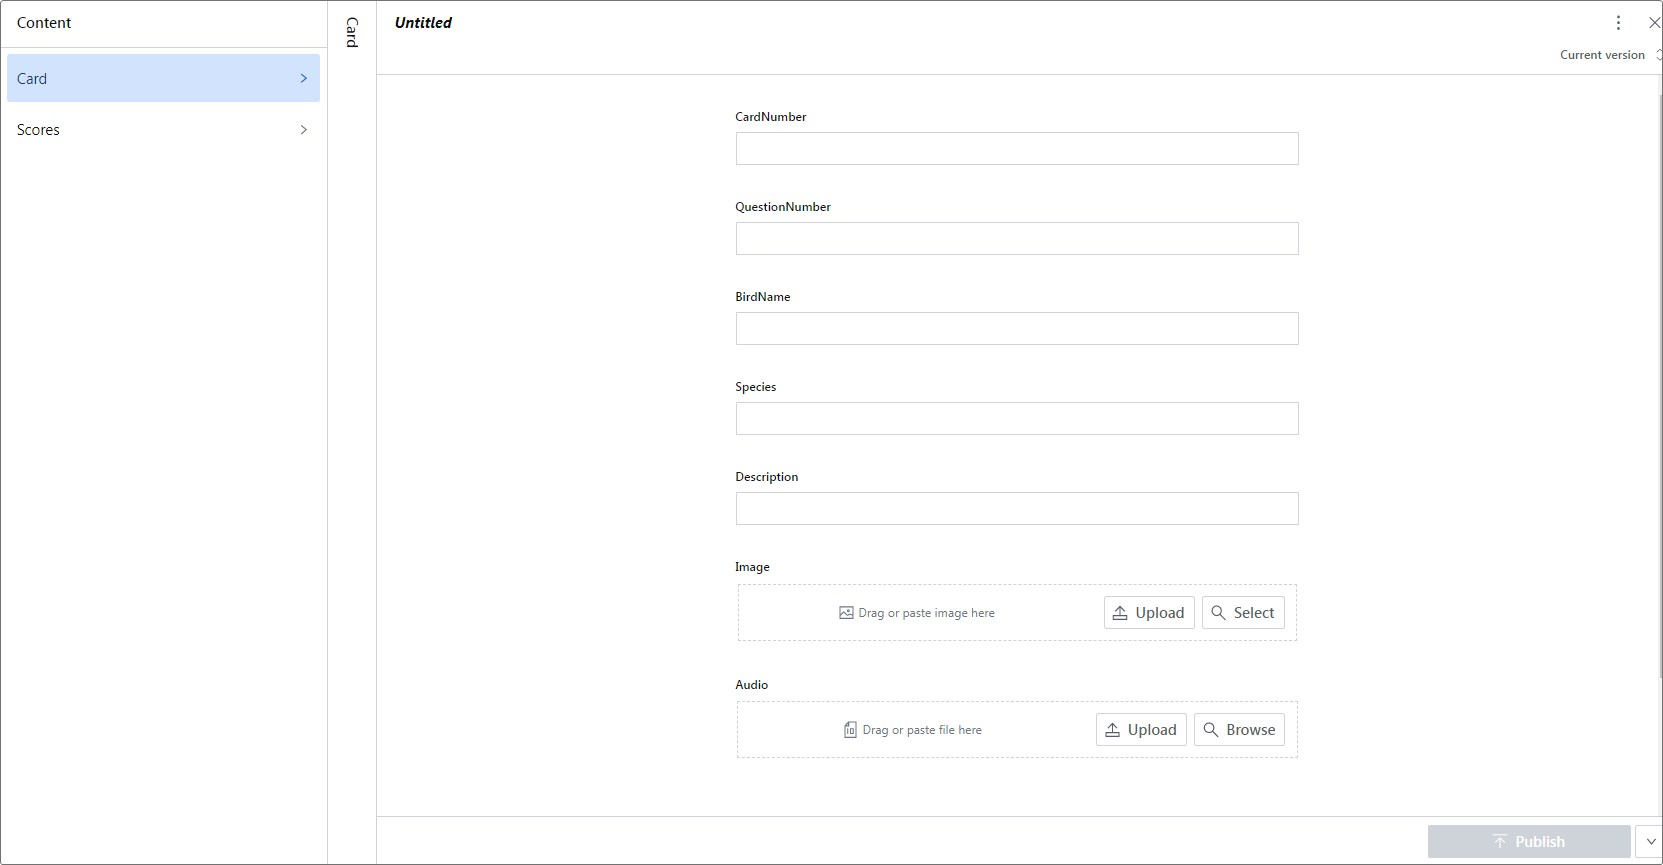 Content
Card
Scores
Card
Untitled
Current version
CardNumber
QuestionNumber
BirdName
Species
Description
Image
Drag or paste image here
Upload
Select
Audio
Drag or paste file here
Upload
Browse
Publish